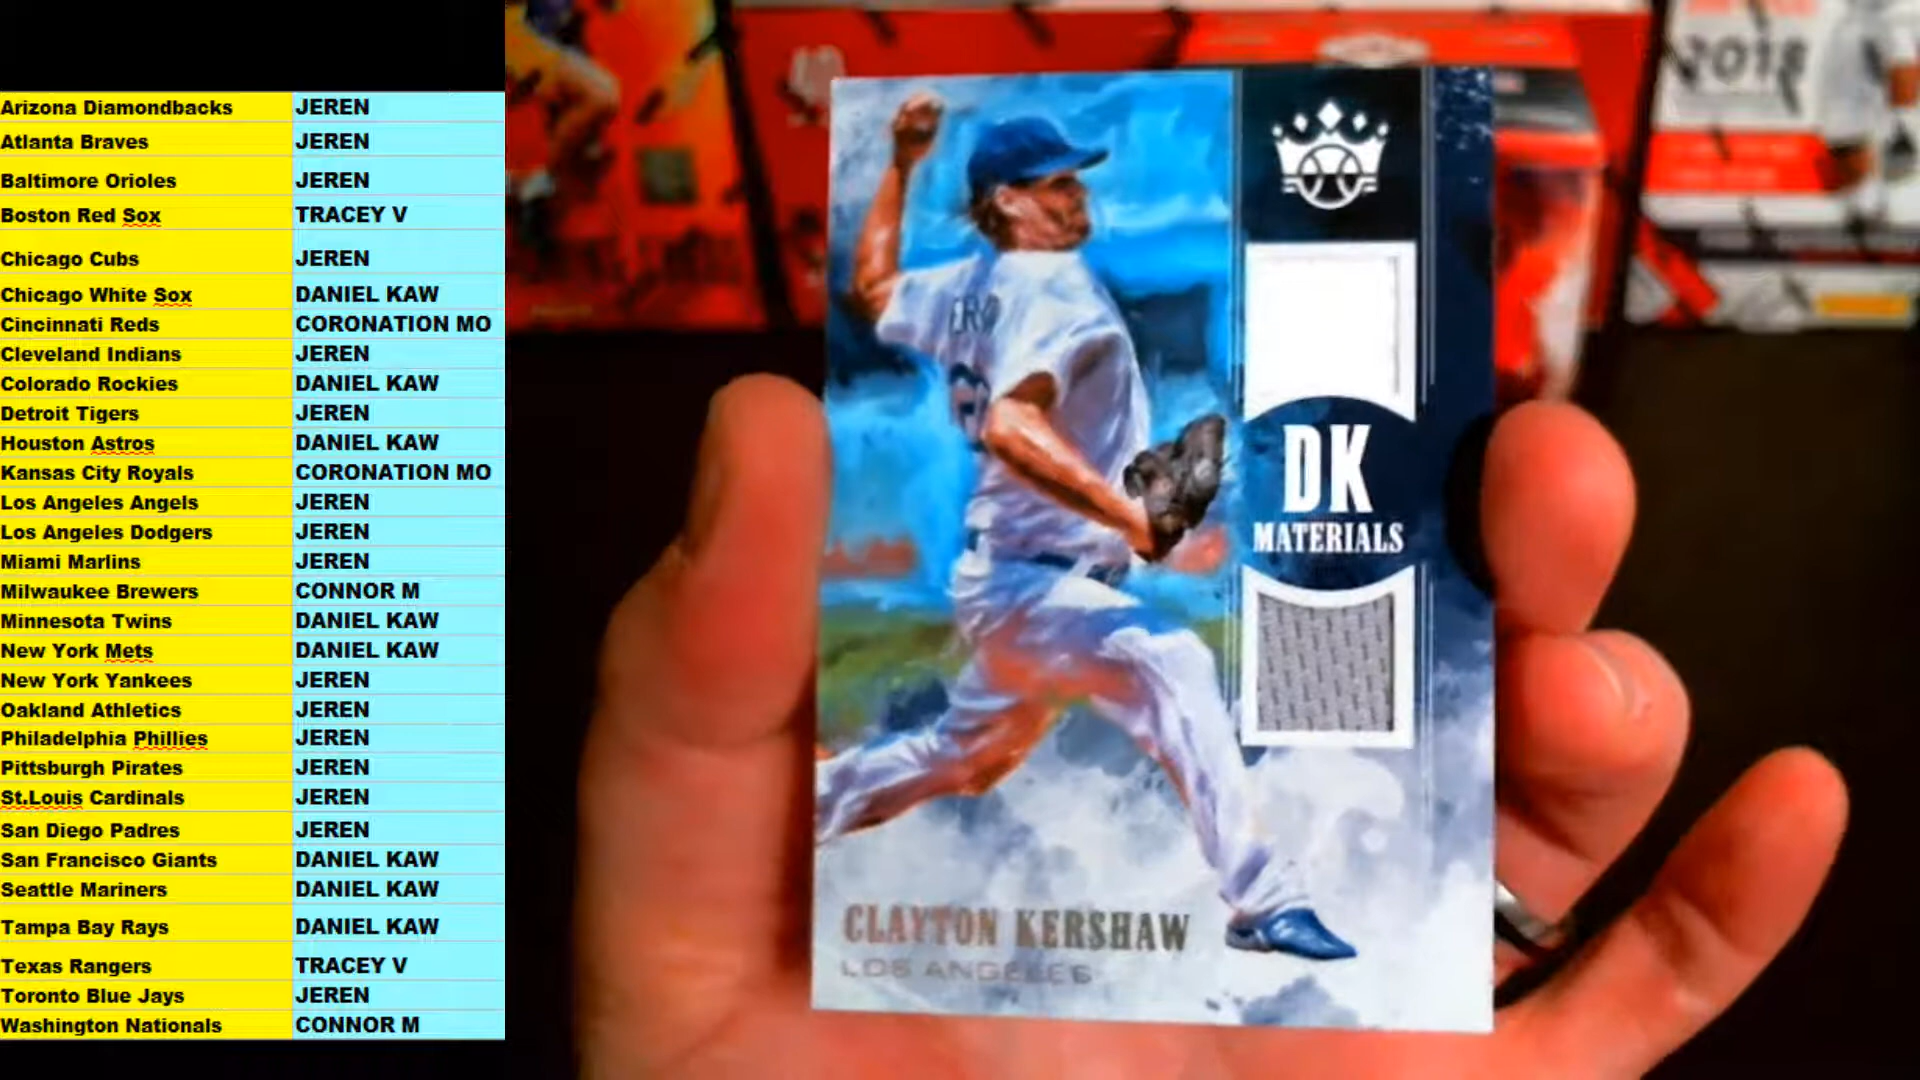 Arizona Diamondbacks JEREN
Atlanta Braves JEREN
Baltimore Orioles JEREN
Boston Red Sox TRACEY V
Chicago Cubs JEREN
Chicago White Sox DANIEL KAW
Cincinnati Reds CORONATION MO
Cleveland Indians JEREN
Colorado Rockies DANIEL KAW
Detroit Tigers JEREN
Houston Astros DANIEL KAW
Kansas City Royals CORONATION MO
Los Angeles Angels JEREN
Los Angeles Dodgers JEREN
Miami Marlins JEREN
Milwaukee Brewers CONNOR M
Minnesota Twins DANIEL KAW
New York Mets DANIEL KAW
New York Yankees JEREN
Oakland Athletics JEREN
Philadelphia Phillies JEREN
Pittsburgh Pirates JEREN
St.Louis Cardinals JEREN
San Diego Padres JEREN
San Francisco Giants DANIEL KAW
Seattle Mariners DANIEL KAW
Tampa Bay Rays DANIEL KAW
Texas Rangers TRACEY V
Toronto Blue Jays JEREN
Washington Nationals CONNOR M
2018
DK
MATERIALS
CLAYTON KERSHAW
LOS ANGELES